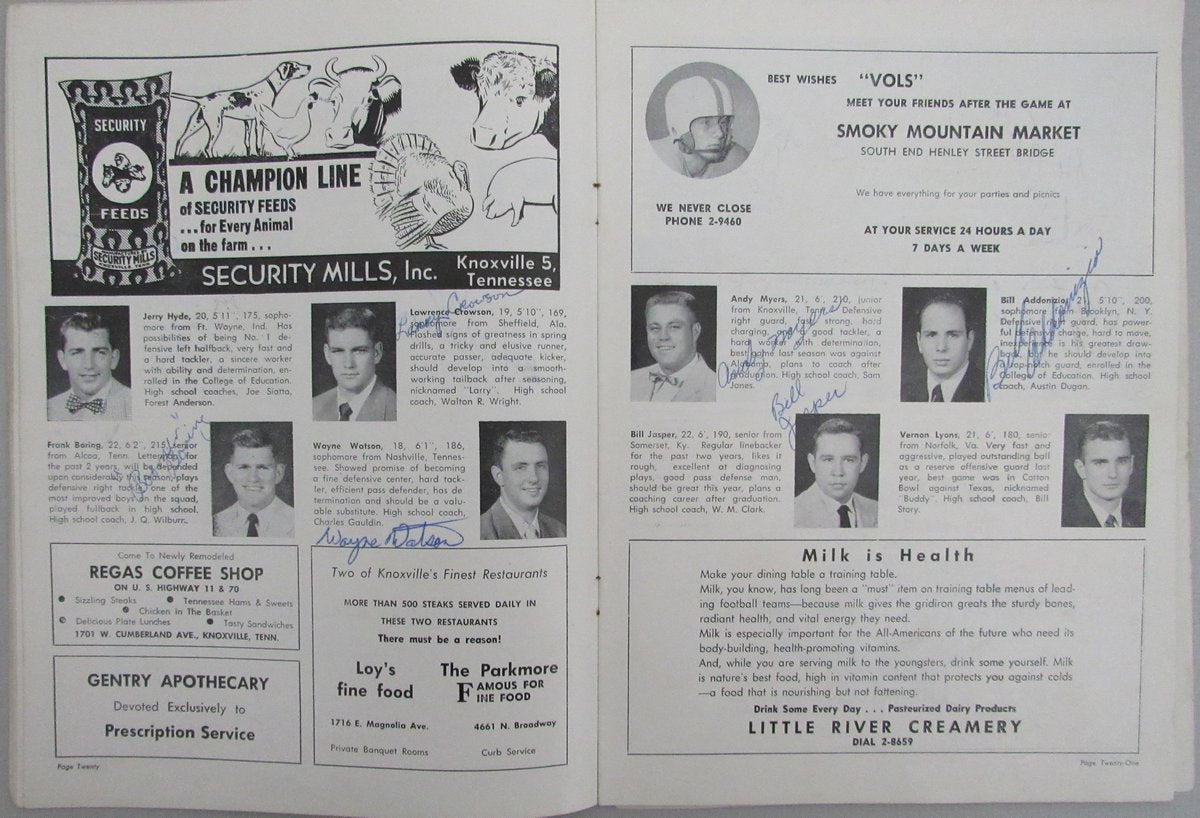 SECURITY
FEEDS
MANUFACTURED BY
SECURITY MILLS
KNOXVILLE, TENN.
A CHAMPION LINE
of SECURITY FEEDS
...for Every Animal
on the farm...
SECURITY MILLS, Inc.
Knoxville 5,
Tennessee
Jerry Hyde, 20, 5'11", 175, sopho-
more from Ft. Wayne, Ind. Has
possibilities of being No. 1 de-
fensive left halfback, very fast and
a hard tackler, a sincere worker
with ability and determination, en-
rolled in the College of Education.
High school coaches, Joe Siatta,
Forest Anderson.
Larry Crowson
Lawrence Crowson, 19, 5'10", 169,
sophomore from Sheffield, Ala.
Flashed signs of greatness in spring
drills, a tricky and elusive runner,
accurate passer, adequate kicker,
should develop into a smooth-
working tailback after seasoning,
nicknamed "Larry". High school
coach, Walton R. Wright.
Frank Boring, 22, 6'2", 215, senior
from Alcoa, Tenn. Letterman for
the past 2 years, will be depended
upon considerably this season, plays
defensive right tackle, one of the
most improved boys on the squad,
played fullback in high school.
High school coach, J. Q. Wilburr.
Wayne Watson, 18, 6'1", 186,
sophomore from Nashville, Tennes-
see. Showed promise of becoming
a fine defensive center, hard tack-
ler, efficient pass defender, has de-
termination and should be a valu-
able substitute. High school coach,
Charles Gauldin.
Wayne Watson
Come To Newly Remodeled
REGAS COFFEE SHOP
ON U. S. HIGHWAY 11 & 70
Sizzling Steaks Tennessee Hams & Sweets
Chicken in The Basket
Delicious Plate Lunches Tasty Sandwiches
1701 W. CUMBERLAND AVE., KNOXVILLE, TENN.
GENTRY APOTHECARY
Devoted Exclusively to
Prescription Service
Two of Knoxville's Finest Restaurants
MORE THAN 500 STEAKS SERVED DAILY IN
THESE TWO RESTAURANTS
There must be a reason!
Loy's
fine food
The Parkmore
FAMOUS FOR
FINE FOOD
1716 E. Magnolia Ave.
4661 N. Broadway
Private Banquet Rooms
Curb Service
Page Twenty
BEST WISHES "VOLS"
MEET YOUR FRIENDS AFTER THE GAME AT
SMOKY MOUNTAIN MARKET
SOUTH END HENLEY STREET BRIDGE
We have everything for your parties and picnics
WE NEVER CLOSE
PHONE 2-9460
AT YOUR SERVICE 24 HOURS A DAY
7 DAYS A WEEK
Andy Myers, 21, 6', 210, junior
from Knoxville, Tenn. Defensive
right guard, fast, strong, hard
charging, good tackler, a
hard worker with determination,
best game last season was against
Alabama, plans to coach after
graduation. High school coach, Sam
Jones.
Andy Myers
Bill Addonizio, 21, 5'10", 200,
sophomore from Brooklyn, N. Y.
Defensive left guard, has power-
ful charge, hard to move,
inexperience is his greatest draw-
back, he should develop into
top-notch guard, enrolled in the
College of Education. High school
coach, Austin Dugan.
Bill Addonizio
Bill
Jasper
Bill Jasper, 22, 6', 190, senior from
Somerset, Ky. Regular linebacker
for the past two years, likes it
rough, excellent at diagnosing
plays, good pass defense man,
should be great this year, plans a
coaching career after graduation.
High school coach, W. M. Clark.
Vernon Lyons, 21, 6', 180, senior
from Norfolk, Va. Very fast and
aggressive, played outstanding ball
as a reserve offensive guard last
year, best game was in Cotton
Bowl against Texas, nicknamed
"Buddy". High school coach, Bill
Story.
Milk is Health
Make your dining table a training table.
Milk, you know, has long been a "must" item on training table menus of lead-
ing football teams—because milk gives the gridiron greats the sturdy bones,
radiant health, and vital energy they need.
Milk is especially important for the All-Americans of the future who need its
body-building, health-promoting vitamins.
And, while you are serving milk to the youngsters, drink some yourself. Milk
is nature's best food, high in vitamin content that protects you against colds
—a food that is nourishing but not fattening.
Drink Some Every Day . . . Pasteurized Dairy Products
LITTLE RIVER CREAMERY
DIAL 2-8659
Page Twenty-One